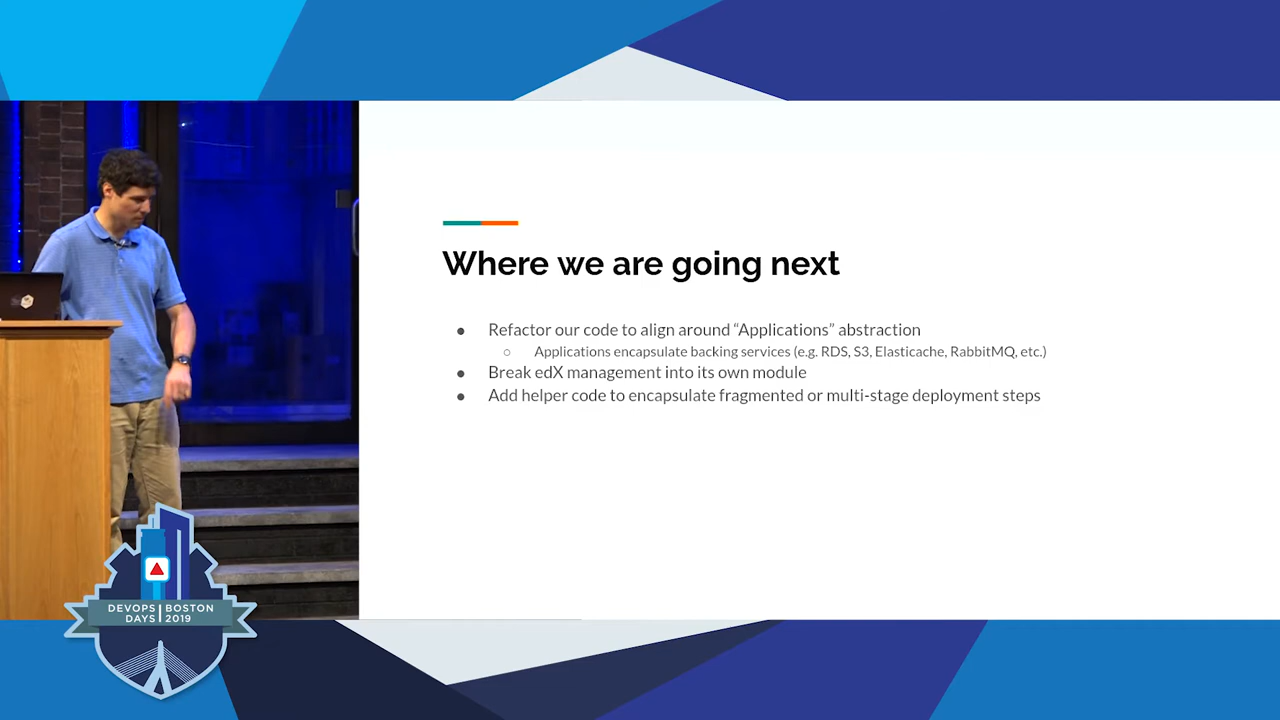 Where we are going next
● Refactor our code to align around “Applications” abstraction
○ Applications encapsulate backing services (e.g. RDS, S3, Elasticache, RabbitMQ, etc.)
● Break edX management into its own module
● Add helper code to encapsulate fragmented or multi-stage deployment steps
DEVOPS | BOSTON
DAYS | 2019